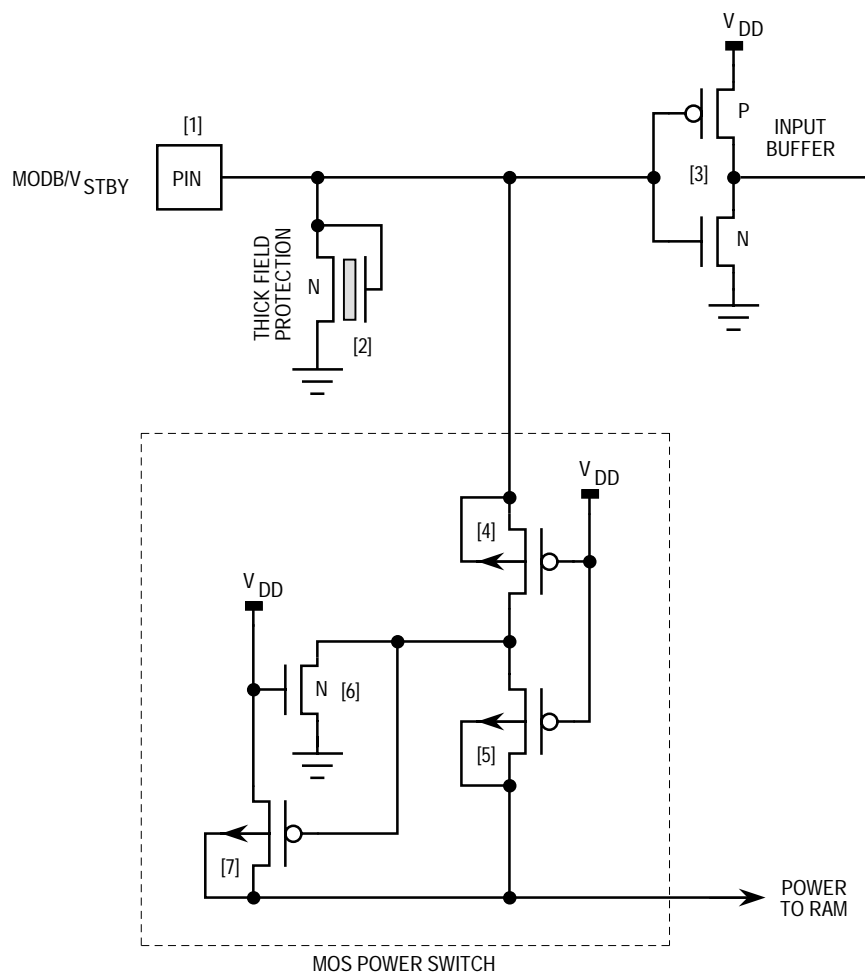 V DD
[1]
P
INPUT
BUFFER
MODB/V STBY
PIN
[3]
N
THICK FIELD
PROTECTION
N
[2]
V DD
[4]
V DD
N
[6]
[5]
[7]
POWER
TO RAM
MOS POWER SWITCH